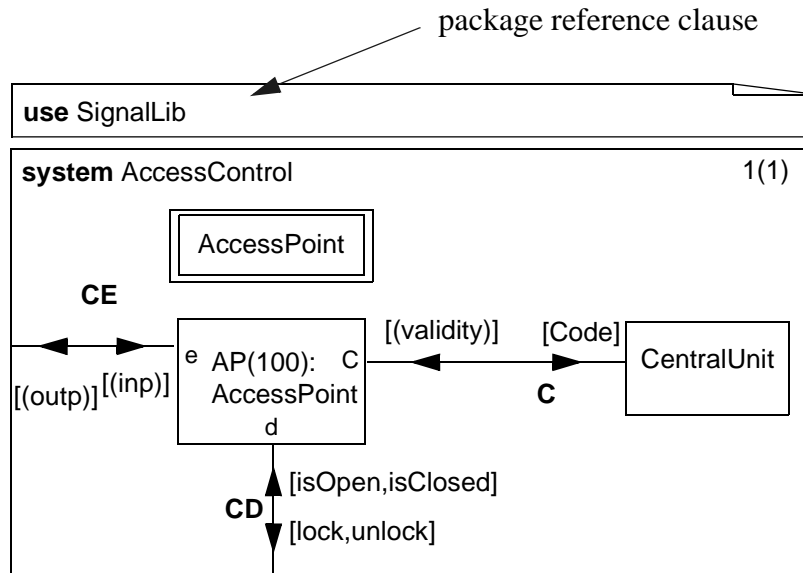 package reference clause
use SignalLib
system AccessControl 1(1)
AccessPoint
CE
[(validity)] [Code]
e AP(100): C
AccessPoint
d
CentralUnit
[(outp)] [(inp)]
C
[isOpen,isClosed]
CD
[lock,unlock]